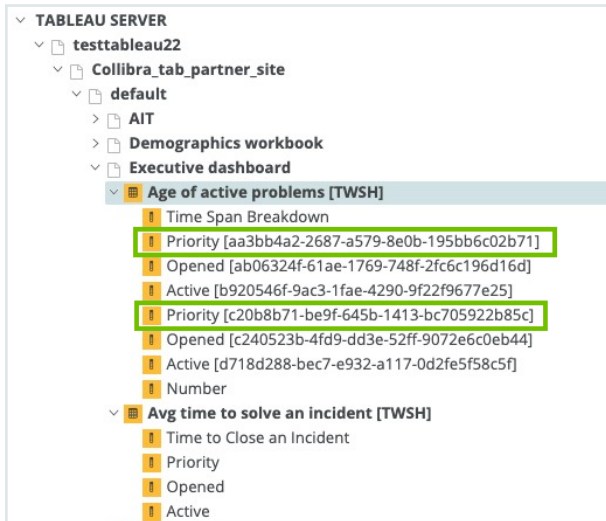 TABLEAU SERVER
testtableau22
Collibra_tab_partner_site
default
AIT
Demographics workbook
Executive dashboard
Age of active problems [TWSH]
Time Span Breakdown
Priority [aa3bb4a2-2687-a579-8e0b-195bb6c02b71]
Opened [ab06324f-61ae-1769-748f-2fc6c196d16d]
Active [b920546f-9ac3-1fae-4290-9f22f9677e25]
Priority [c20b8b71-be9f-645b-1413-bc705922b85c]
Opened [c240523b-4fd9-dd3e-52ff-9072e6c0eb44]
Active [d718d288-bec7-e932-a117-0d2fe5f58c5f]
Number
Avg time to solve an incident [TWSH]
Time to Close an Incident
Priority
Opened
Active